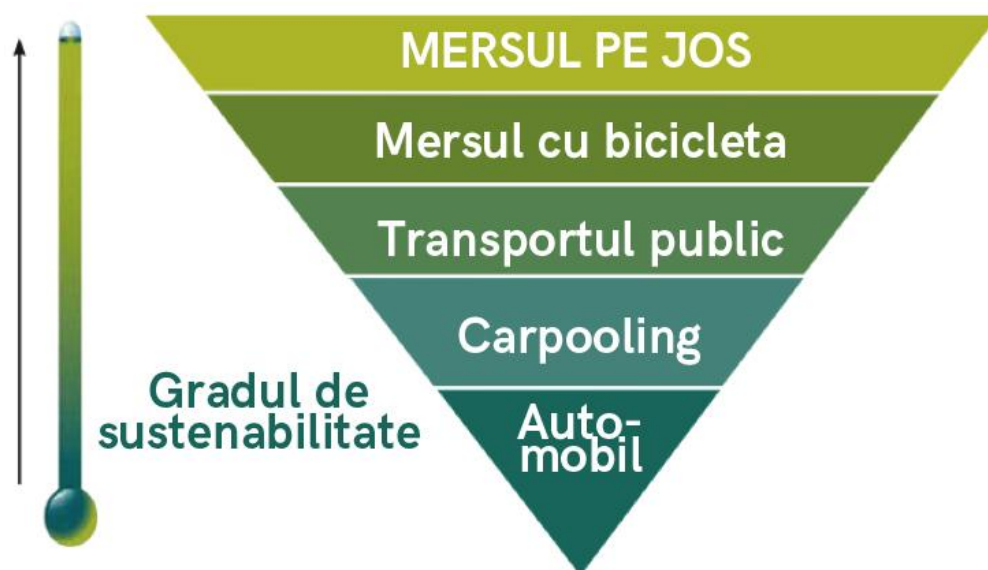 MERSUL PE JOS
Mersul cu bicicleta
Transportul public
Carpooling
Auto-
mobil
Gradul de
sustenabilitate